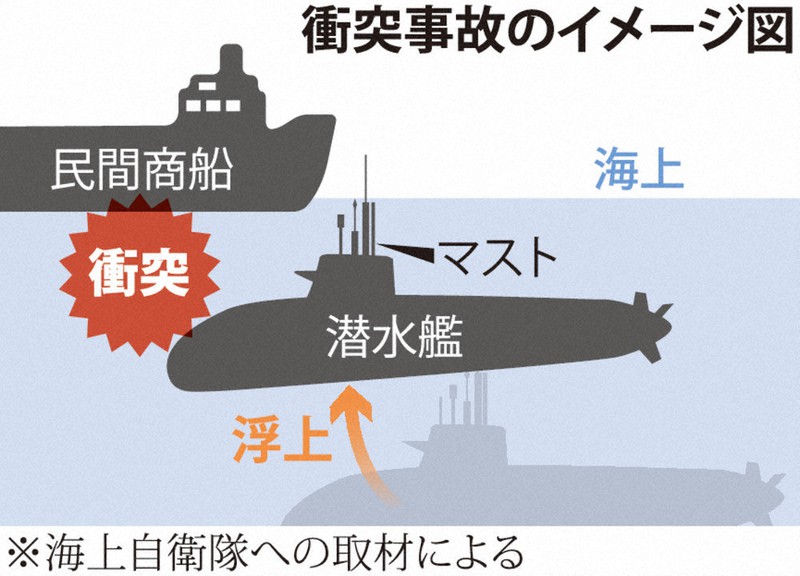 衝突事故のイメージ図
民間商船
海上
衝突
マスト
潜水艦
浮上
※海上自衛隊への取材による